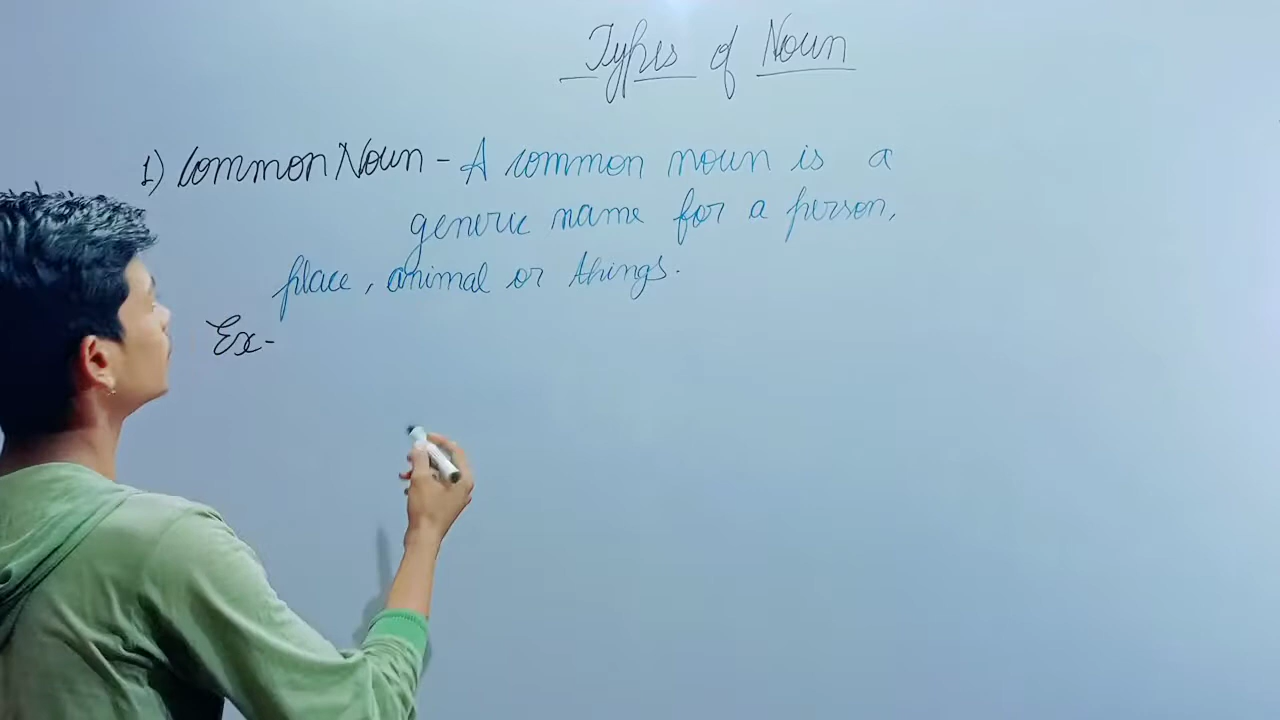 Types of Noun
1) Common Noun - A common noun is a
generic name for a person,
place, animal or things.
Ex-